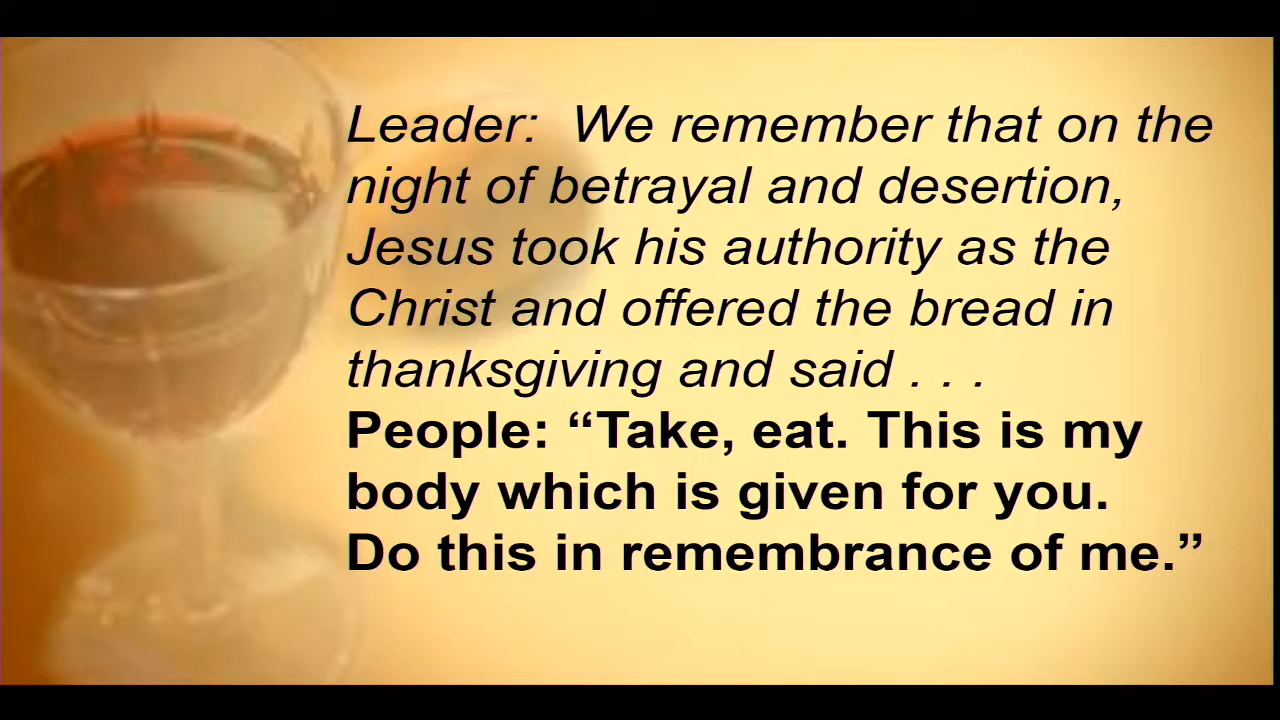 Leader:  We remember that on the
night of betrayal and desertion,
Jesus took his authority as the
Christ and offered the bread in
thanksgiving and said . . .
People: “Take, eat. This is my
body which is given for you.
Do this in remembrance of me.”